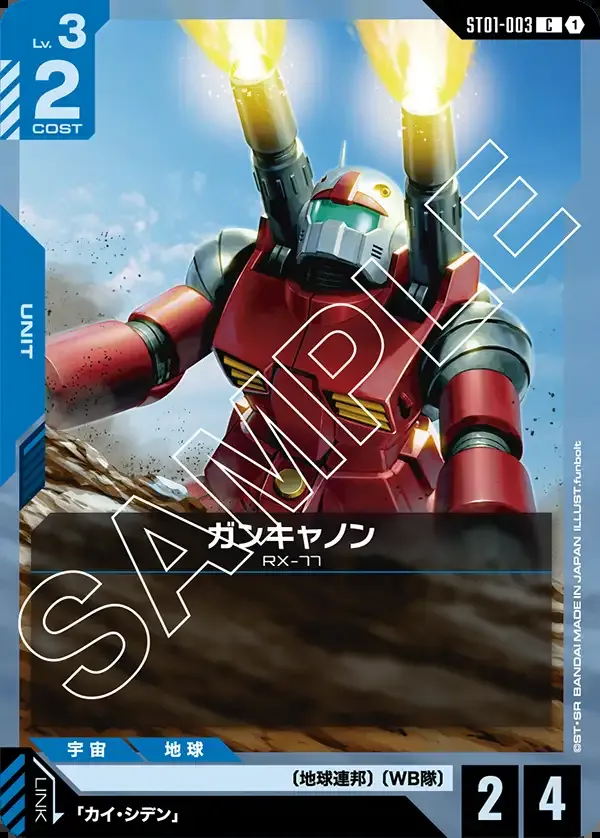 Lv. 3
2
COST
ST01-003 C 1
UNIT
SAMPLE
ガンキャノン
RX-77
宇宙 地球
〔地球連邦〕〔WB隊〕
LINK
「カイ・シデン」
2 4
©ST・SR BANDAI MADE IN JAPAN ILLUST.funbolt